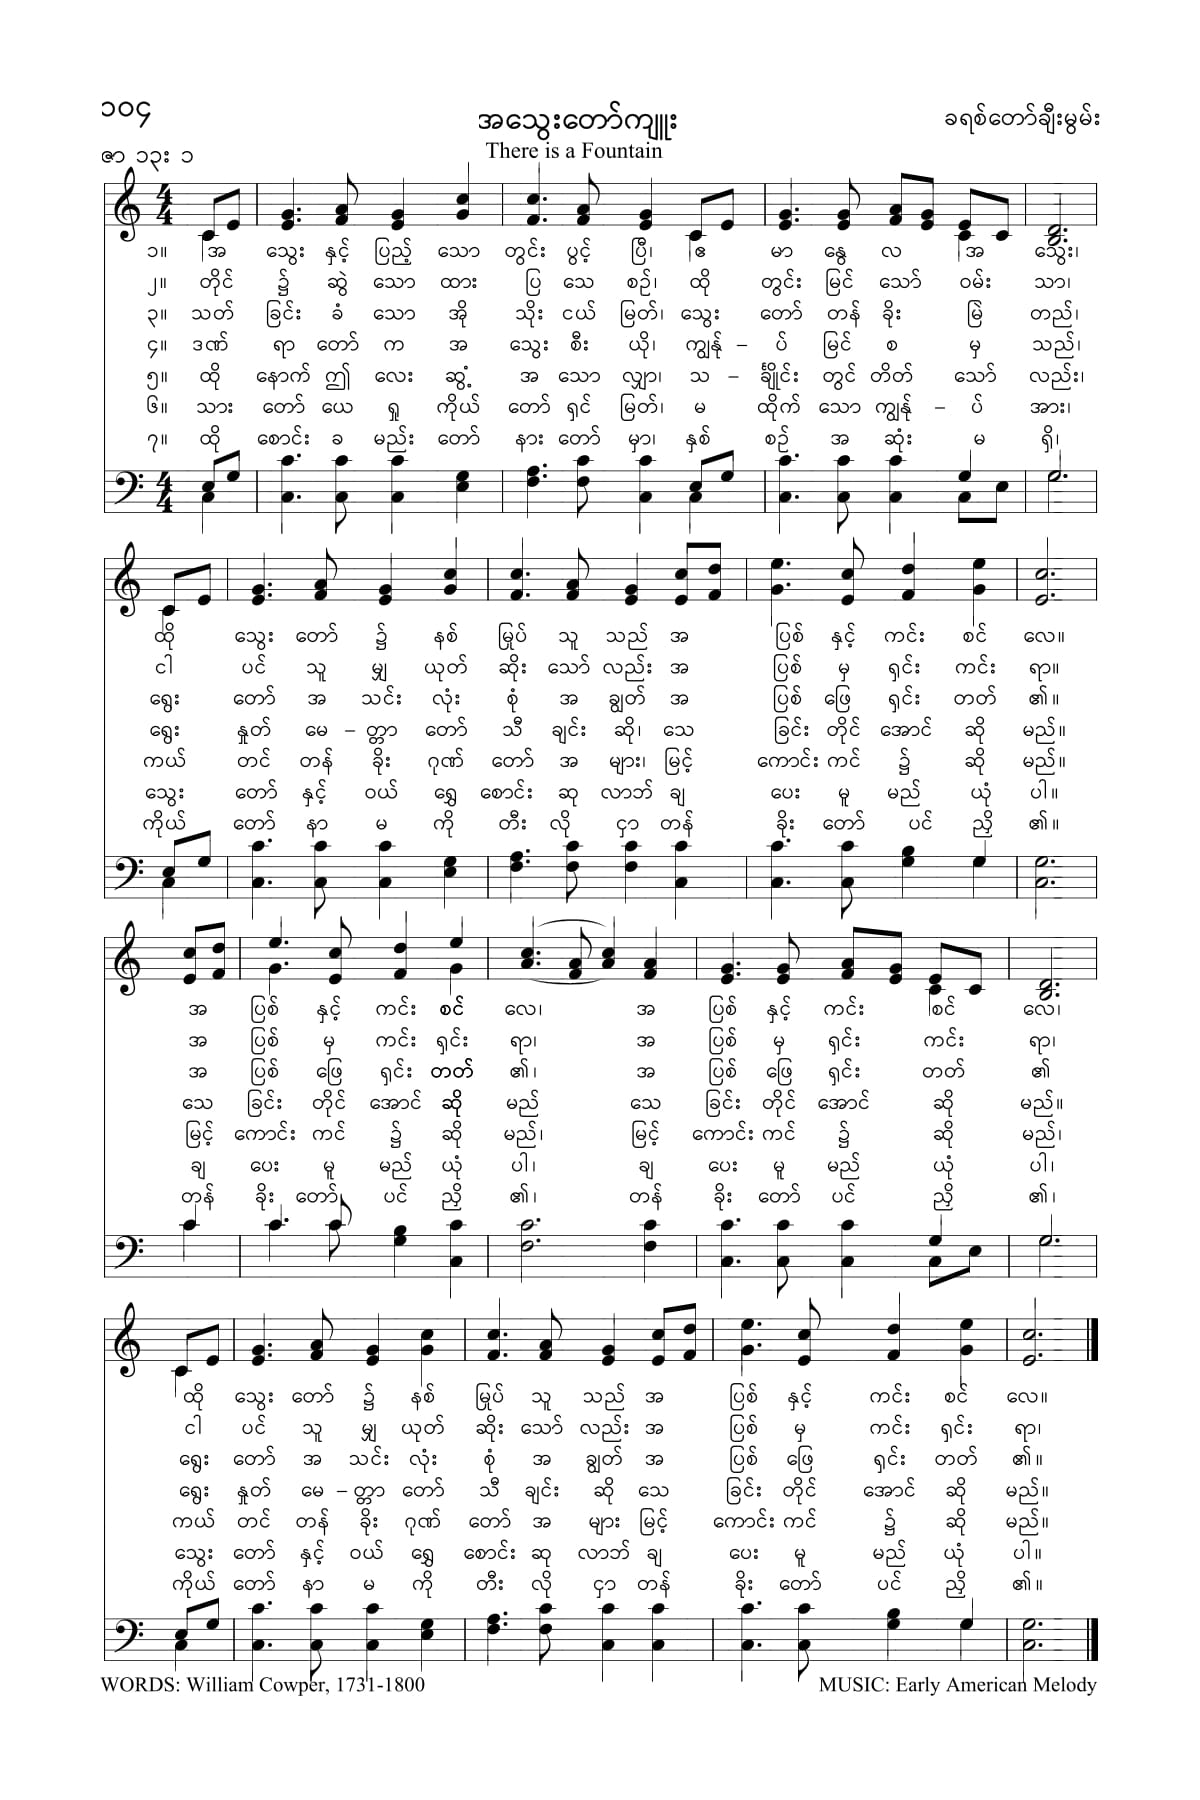 ၁၀၄
အသွေးတော်ကျူး
ခရစ်တော်ချီးမွမ်း
There is a Fountain
ဇာ ၁၃း ၁
၁။ အ သွေး နှင့် ပြည့် သော တွင်း ပွင့် ပြီ၊ ဧ မာ နွေ လ အ သွေး၊
၂။ တိုင် ၌ ဆွဲ သော ထား ပြ သေ စဉ်၊ ထို တွင်း မြင် သော် ဝမ်း သာ၊
၃။ သတ် ခြင်း ခံ သော အို သိုး ငယ် မြတ်၊ သွေး တော် တန် ခိုး မြဲ တည်၊
၄။ ဒဏ် ရာ တော် က အ သွေး စီး ယို၊ ကျွန်ု – ပ် မြင် စ မှ သည်၊
၅။ ထို နောက် ဤ လေး ဆွံ့ အ သော လျှာ၊ သ – င်္ချိုင်း တွင် တိတ် သော် လည်း၊
၆။ သား တော် ယေ ရှု ကိုယ် တော် ရှင် မြတ်၊ မ ထိုက် သော ကျွန်ု – ပ် အား၊
၇။ ထို စောင်း ခ မည်း တော် နား တော် မှာ၊ နှစ် စဉ် အ ဆုံး မ ရှိ၊
ထို သွေး တော် ၌ နစ် မြုပ် သူ သည် အ ပြစ် နှင့် ကင်း စင် လေ။
ငါ ပင် သူ မျှ ယုတ် ဆိုး သော် လည်း အ ပြစ် မှ ရှင်း ကင်း ရာ။
ရွေး တော် အ သင်း လုံး စုံ အ ချွတ် အ ပြစ် ဖြေ ရှင်း တတ် ၏။
ရွေး နှုတ် မေ – တ္တာ တော် သီ ချင်း ဆို၊ သေ ခြင်း တိုင် အောင် ဆို မည်။
ကယ် တင် တန် ခိုး ဂုဏ် တော် အ များ၊ မြင့် ကောင်း ကင် ၌ ဆို မည်။
သွေး တော် နှင့် ဝယ် ရွှေ စောင်း ဆု လာဘ် ချ ပေး မူ မည် ယုံ ပါ။
ကိုယ် တော် နာ မ ကို တီး လို ငှာ တန် ခိုး တော် ပင် ညှိ ၏။
အ ပြစ် နှင့် ကင်း စင် လေ၊ အ ပြစ် နှင့် ကင်း စင် လေ၊
အ ပြစ် မှ ကင်း ရှင်း ရာ၊ အ ပြစ် မှ ရှင်း ကင်း ရာ၊
အ ပြစ် ဖြေ ရှင်း တတ် ၏၊ အ ပြစ် ဖြေ ရှင်း တတ် ၏
သေ ခြင်း တိုင် အောင် ဆို မည် သေ ခြင်း တိုင် အောင် ဆို မည်။
မြင့် ကောင်း ကင် ၌ ဆို မည်၊ မြင့် ကောင်း ကင် ၌ ဆို မည်၊
ချ ပေး မူ မည် ယုံ ပါ၊ ချ ပေး မူ မည် ယုံ ပါ၊
တန် ခိုး တော် ပင် ညှိ ၏၊ တန် ခိုး တော် ပင် ညှိ ၏၊
ထို သွေး တော် ၌ နစ် မြုပ် သူ သည် အ ပြစ် နှင့် ကင်း စင် လေ။
ငါ ပင် သူ မျှ ယုတ် ဆိုး သော် လည်း အ ပြစ် မှ ကင်း ရှင်း ရာ၊
ရွေး တော် အ သင်း လုံး စုံ အ ချွတ် အ ပြစ် ဖြေ ရှင်း တတ် ၏။
ရွေး နှုတ် မေ – တ္တာ တော် သီ ချင်း ဆို သေ ခြင်း တိုင် အောင် ဆို မည်။
ကယ် တင် တန် ခိုး ဂုဏ် တော် အ များ မြင့် ကောင်း ကင် ၌ ဆို မည်။
သွေး တော် နှင့် ဝယ် ရွှေ စောင်း ဆု လာဘ် ချ ပေး မူ မည် ယုံ ပါ။
ကိုယ် တော် နာ မ ကို တီး လို ငှာ တန် ခိုး တော် ပင် ညှိ ၏။
WORDS: William Cowper, 1731-1800
MUSIC: Early American Melody